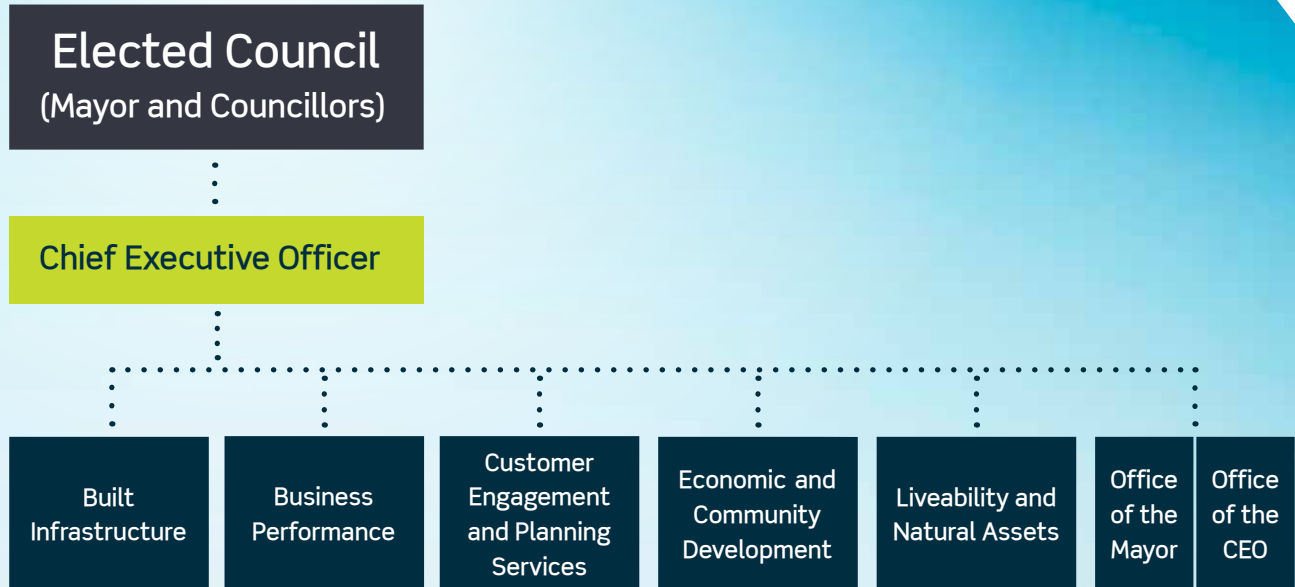 Elected Council
(Mayor and Councillors)
Chief Executive Officer
Built
Infrastructure
Business
Performance
Customer
Engagement
and Planning
Services
Economic and
Community
Development
Liveability and
Natural Assets
Office
of the
Mayor
Office
of the
CEO